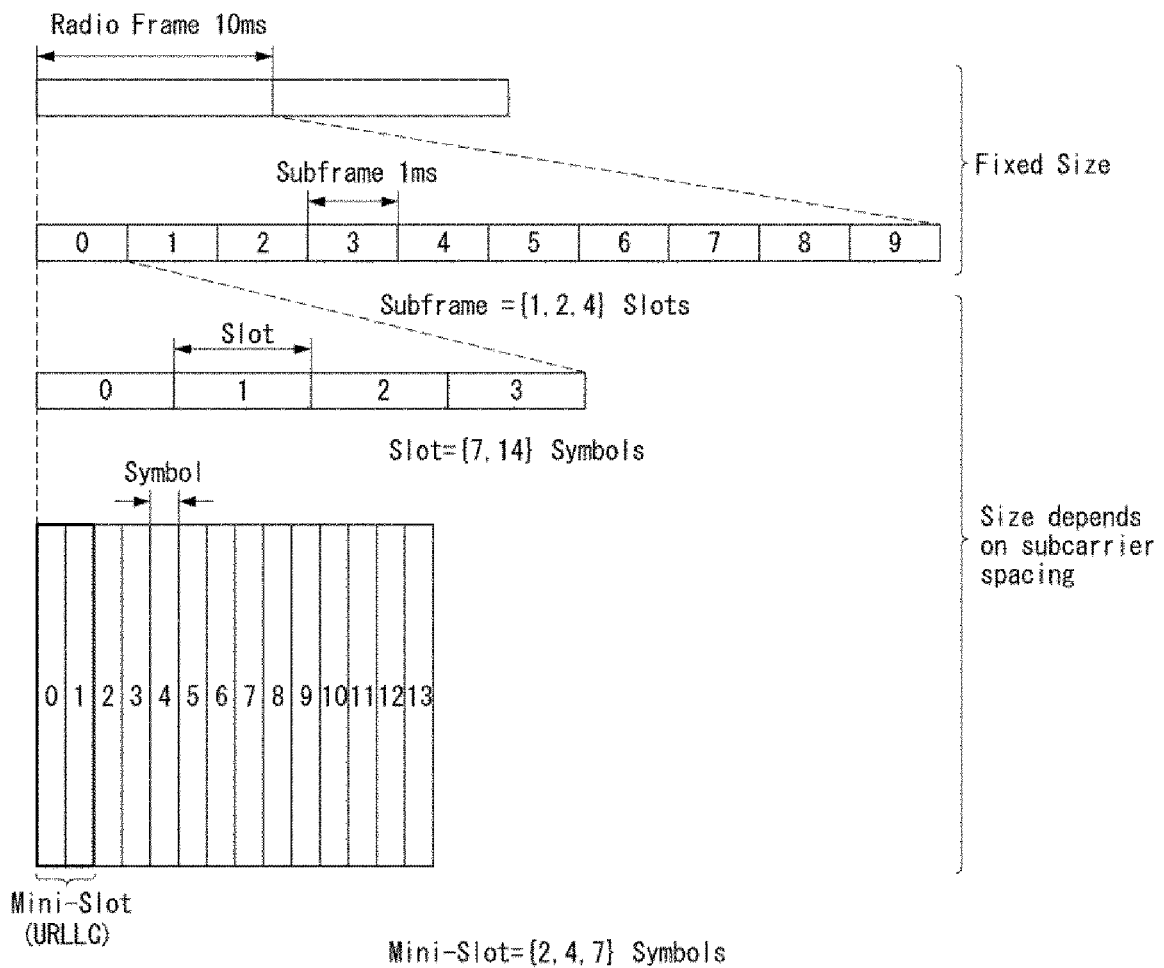 Radio Frame 10ms
Fixed Size
Subframe 1ms
0 1 2 3 4 5 6 7 8 9
Subframe ={1,2,4} Slots
Slot
0 1 2 3
Slot={7,14} Symbols
Symbol
Size depends
on subcarrier
spacing
0 1 2 3 4 5 6 7 8 9 10 11 12 13
Mini-Slot
(URLLC)
Mini-Slot={2,4,7} Symbols